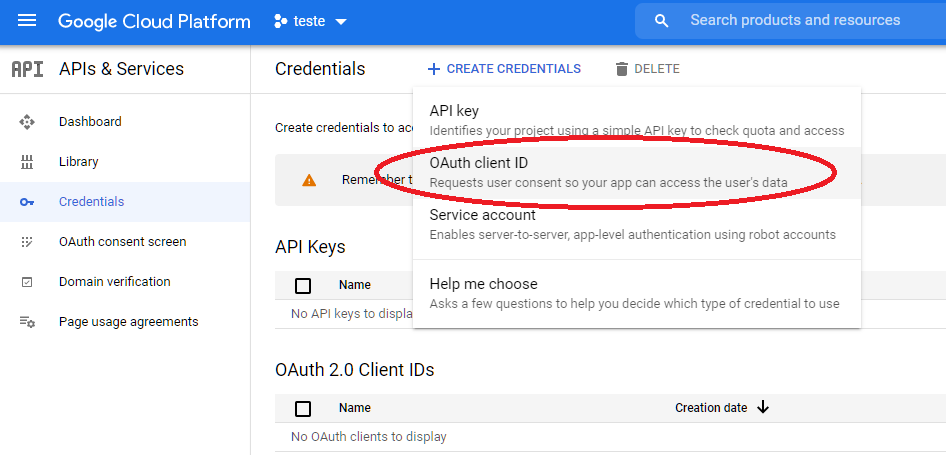 Google Cloud Platform
teste
Search products and resources
API
APIs & Services
Credentials
+ CREATE CREDENTIALS
DELETE
Dashboard
Library
Credentials
OAuth consent screen
Domain verification
Page usage agreements
Create credentials to
Remember
API key
Identifies your project using a simple API key to check quota and access
OAuth client ID
Requests user consent so your app can access the user's data
Service account
Enables server-to-server, app-level authentication using robot accounts
Help me choose
Asks a few questions to help you decide which type of credential to use
API Keys
Name
No API keys to
OAuth 2.0 Client IDs
Name
Creation date
No OAuth clients to display